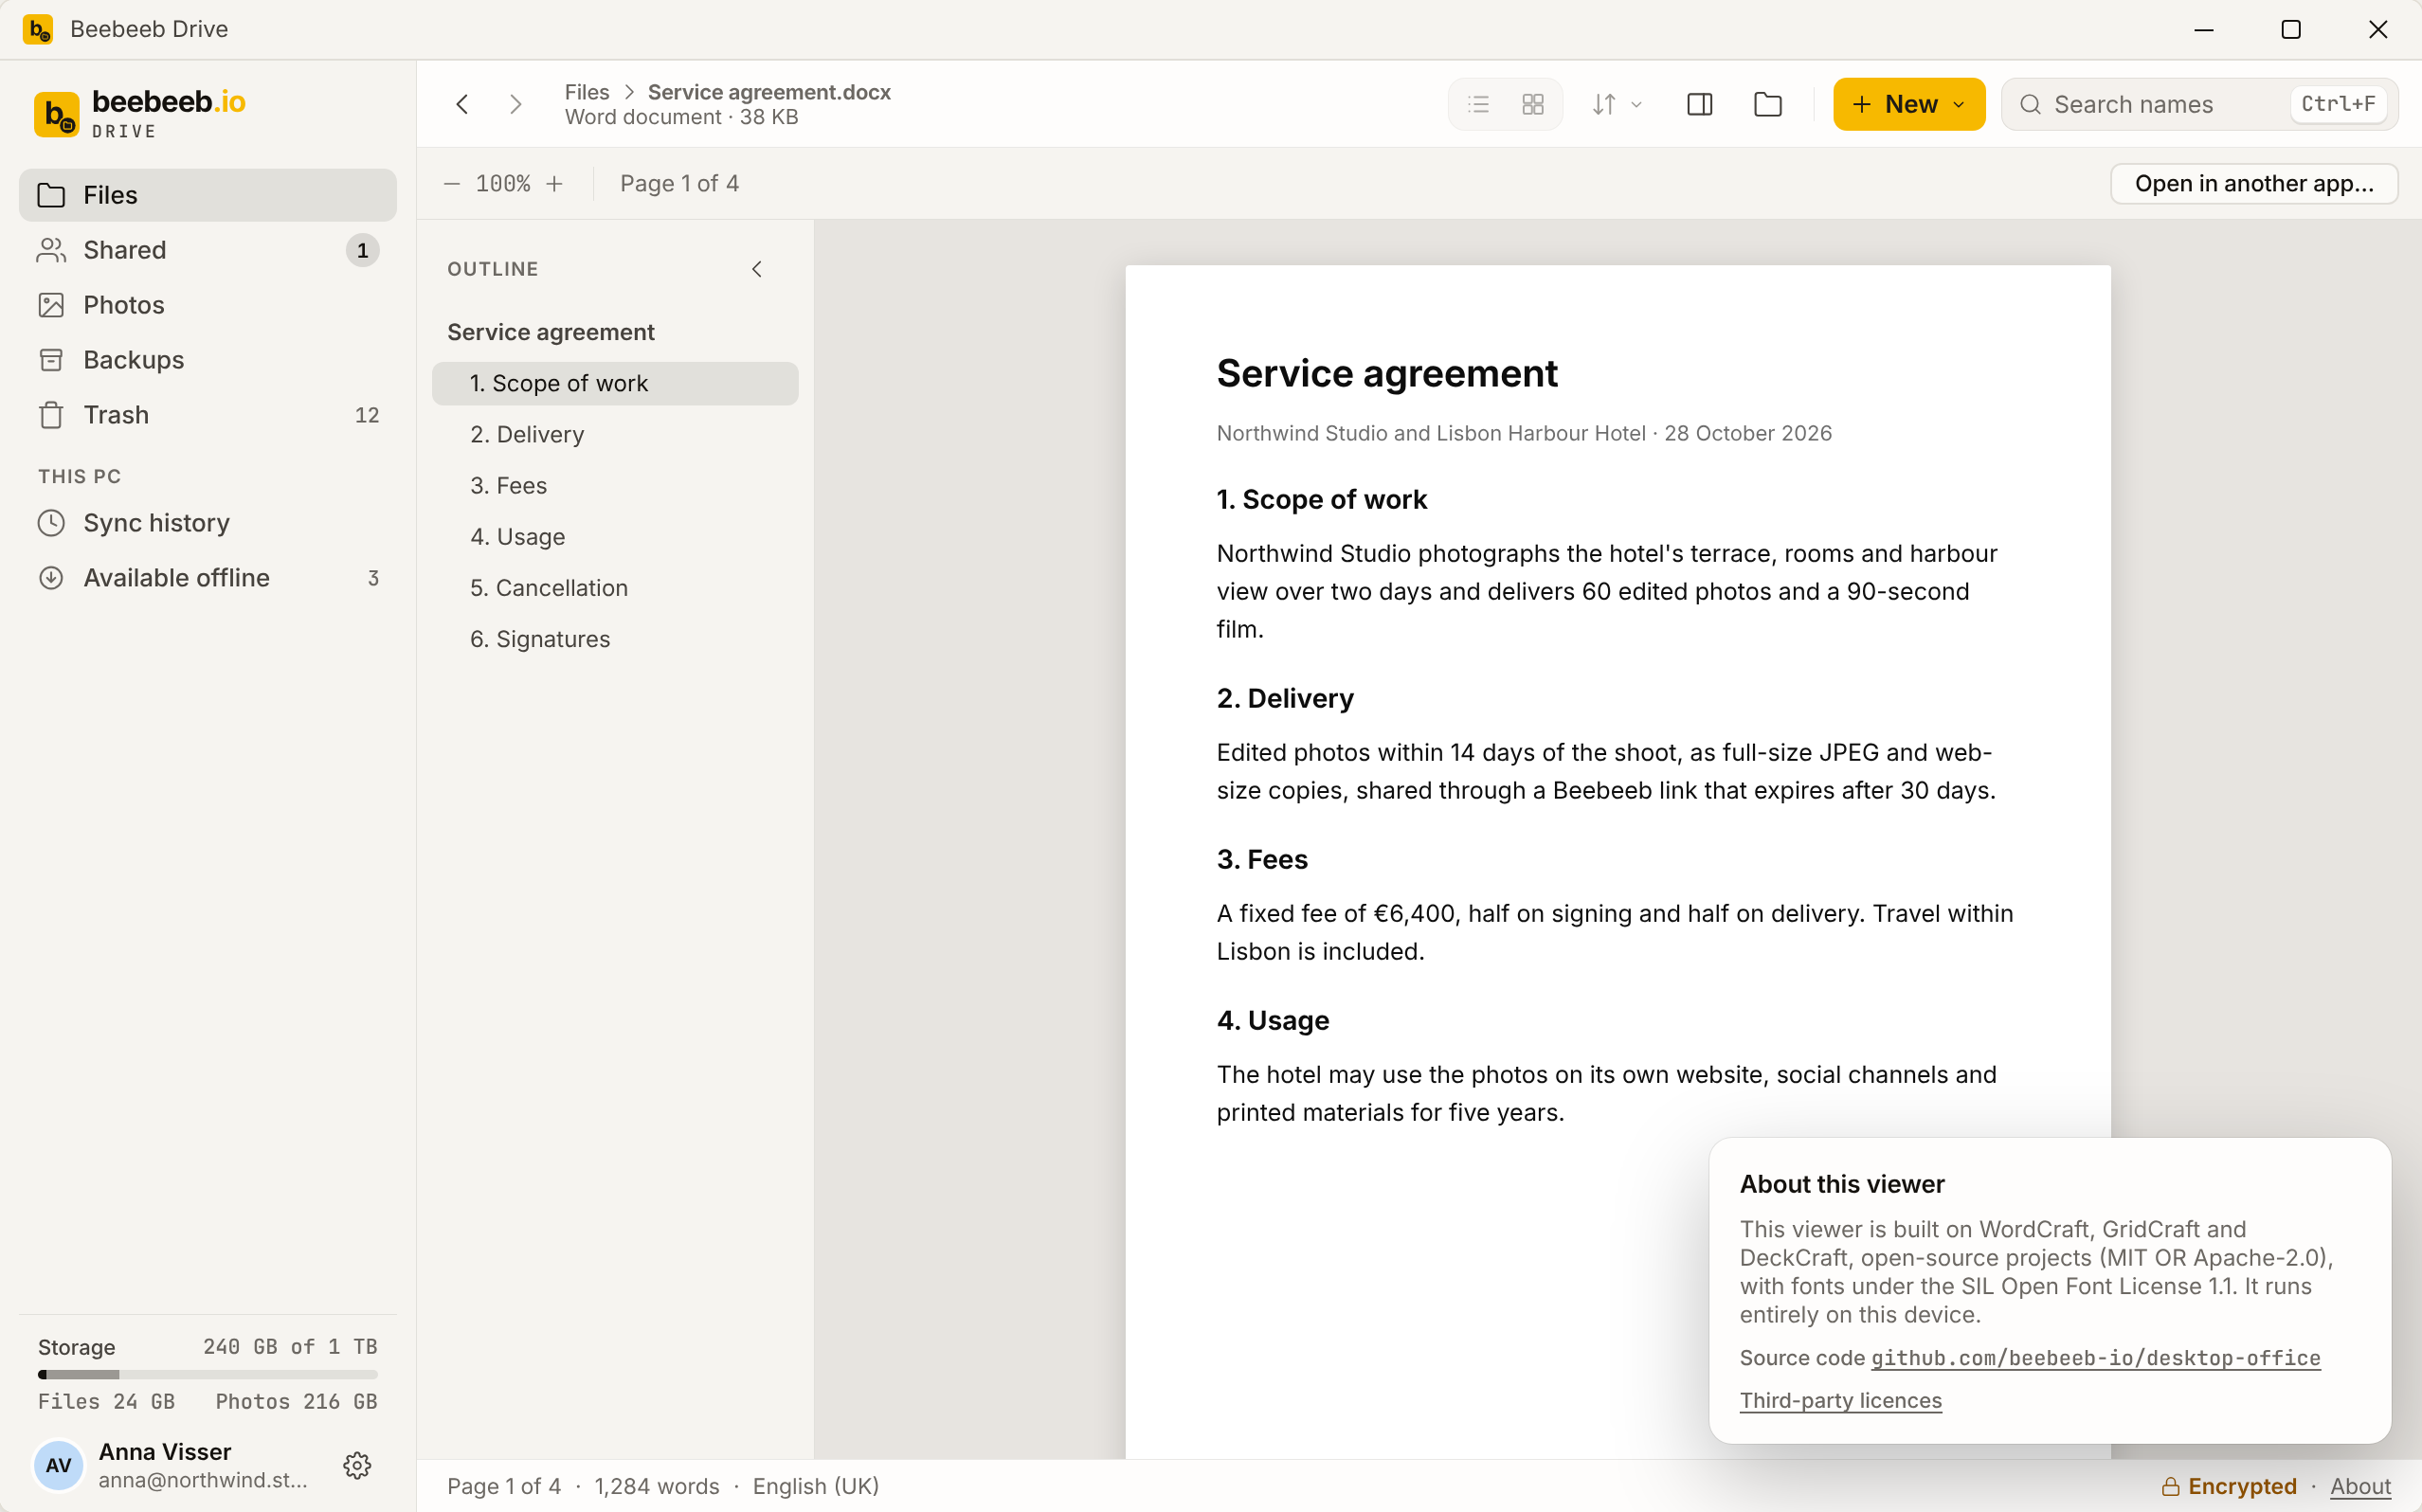 Beebeeb Drive
beebeeb.io
DRIVE
Files
Shared 1
Photos
Backups
Trash 12
THIS PC
Sync history
Available offline 3
Storage 240 GB of 1 TB
Files 24 GB Photos 216 GB
AV
Anna Visser
anna@northwind.st...
Files > Service agreement.docx
Word document · 38 KB
+ New
Search names Ctrl+F
− 100% +
Page 1 of 4
Open in another app...
OUTLINE
Service agreement
1. Scope of work
2. Delivery
3. Fees
4. Usage
5. Cancellation
6. Signatures
Service agreement
Northwind Studio and Lisbon Harbour Hotel · 28 October 2026
1. Scope of work
Northwind Studio photographs the hotel's terrace, rooms and harbour
view over two days and delivers 60 edited photos and a 90-second
film.
2. Delivery
Edited photos within 14 days of the shoot, as full-size JPEG and web-
size copies, shared through a Beebeeb link that expires after 30 days.
3. Fees
A fixed fee of €6,400, half on signing and half on delivery. Travel within
Lisbon is included.
4. Usage
The hotel may use the photos on its own website, social channels and
printed materials for five years.
About this viewer
This viewer is built on WordCraft, GridCraft and
DeckCraft, open-source projects (MIT OR Apache-2.0),
with fonts under the SIL Open Font License 1.1. It runs
entirely on this device.
Source code github.com/beebeeb-io/desktop-office
Third-party licences
Page 1 of 4 · 1,284 words · English (UK)
Encrypted · About